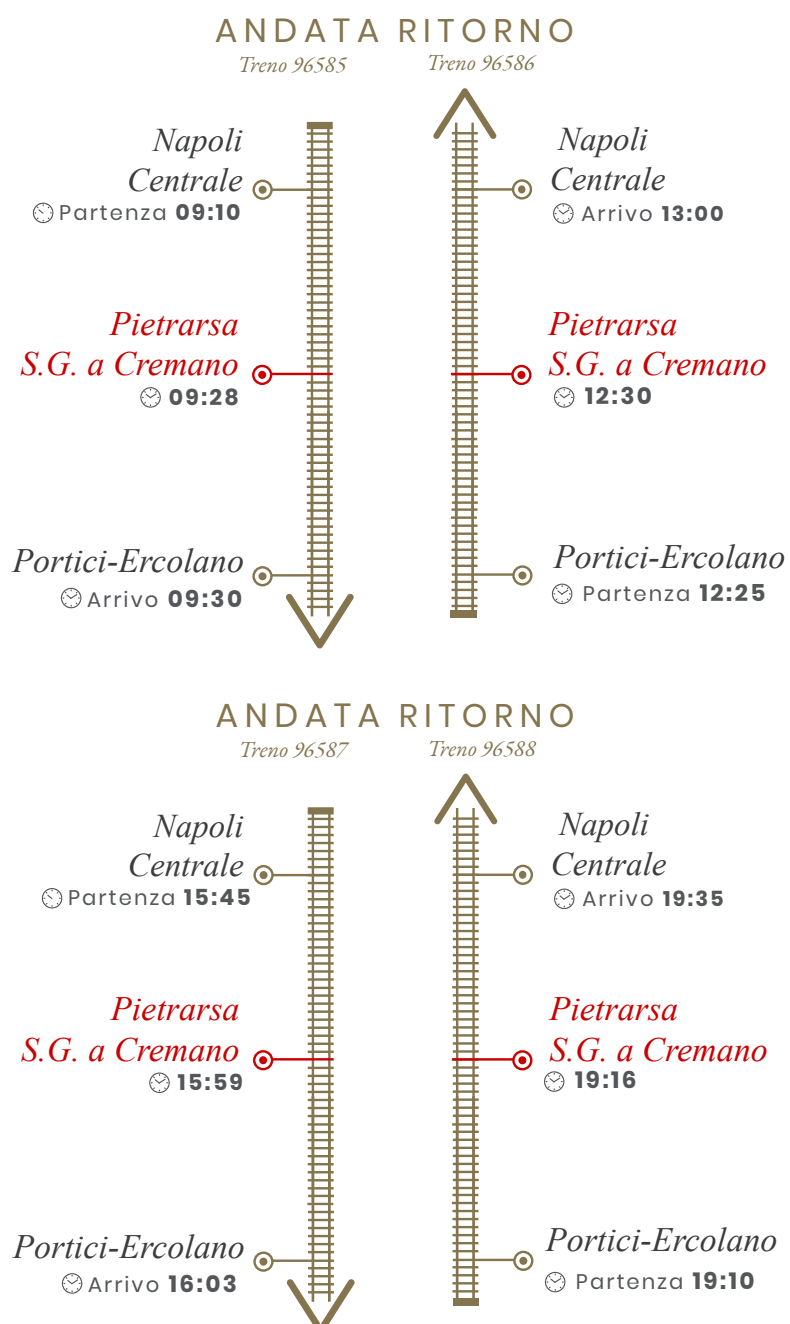 ANDATA RITORNO
Treno 96585 Treno 96586
Napoli
Centrale
Partenza 09:10
Napoli
Centrale
Arrivo 13:00
Pietrarsa
S.G. a Cremano
09:28
Pietrarsa
S.G. a Cremano
12:30
Portici-Ercolano
Arrivo 09:30
Portici-Ercolano
Partenza 12:25
ANDATA RITORNO
Treno 96587 Treno 96588
Napoli
Centrale
Partenza 15:45
Napoli
Centrale
Arrivo 19:35
Pietrarsa
S.G. a Cremano
15:59
Pietrarsa
S.G. a Cremano
19:16
Portici-Ercolano
Arrivo 16:03
Portici-Ercolano
Partenza 19:10